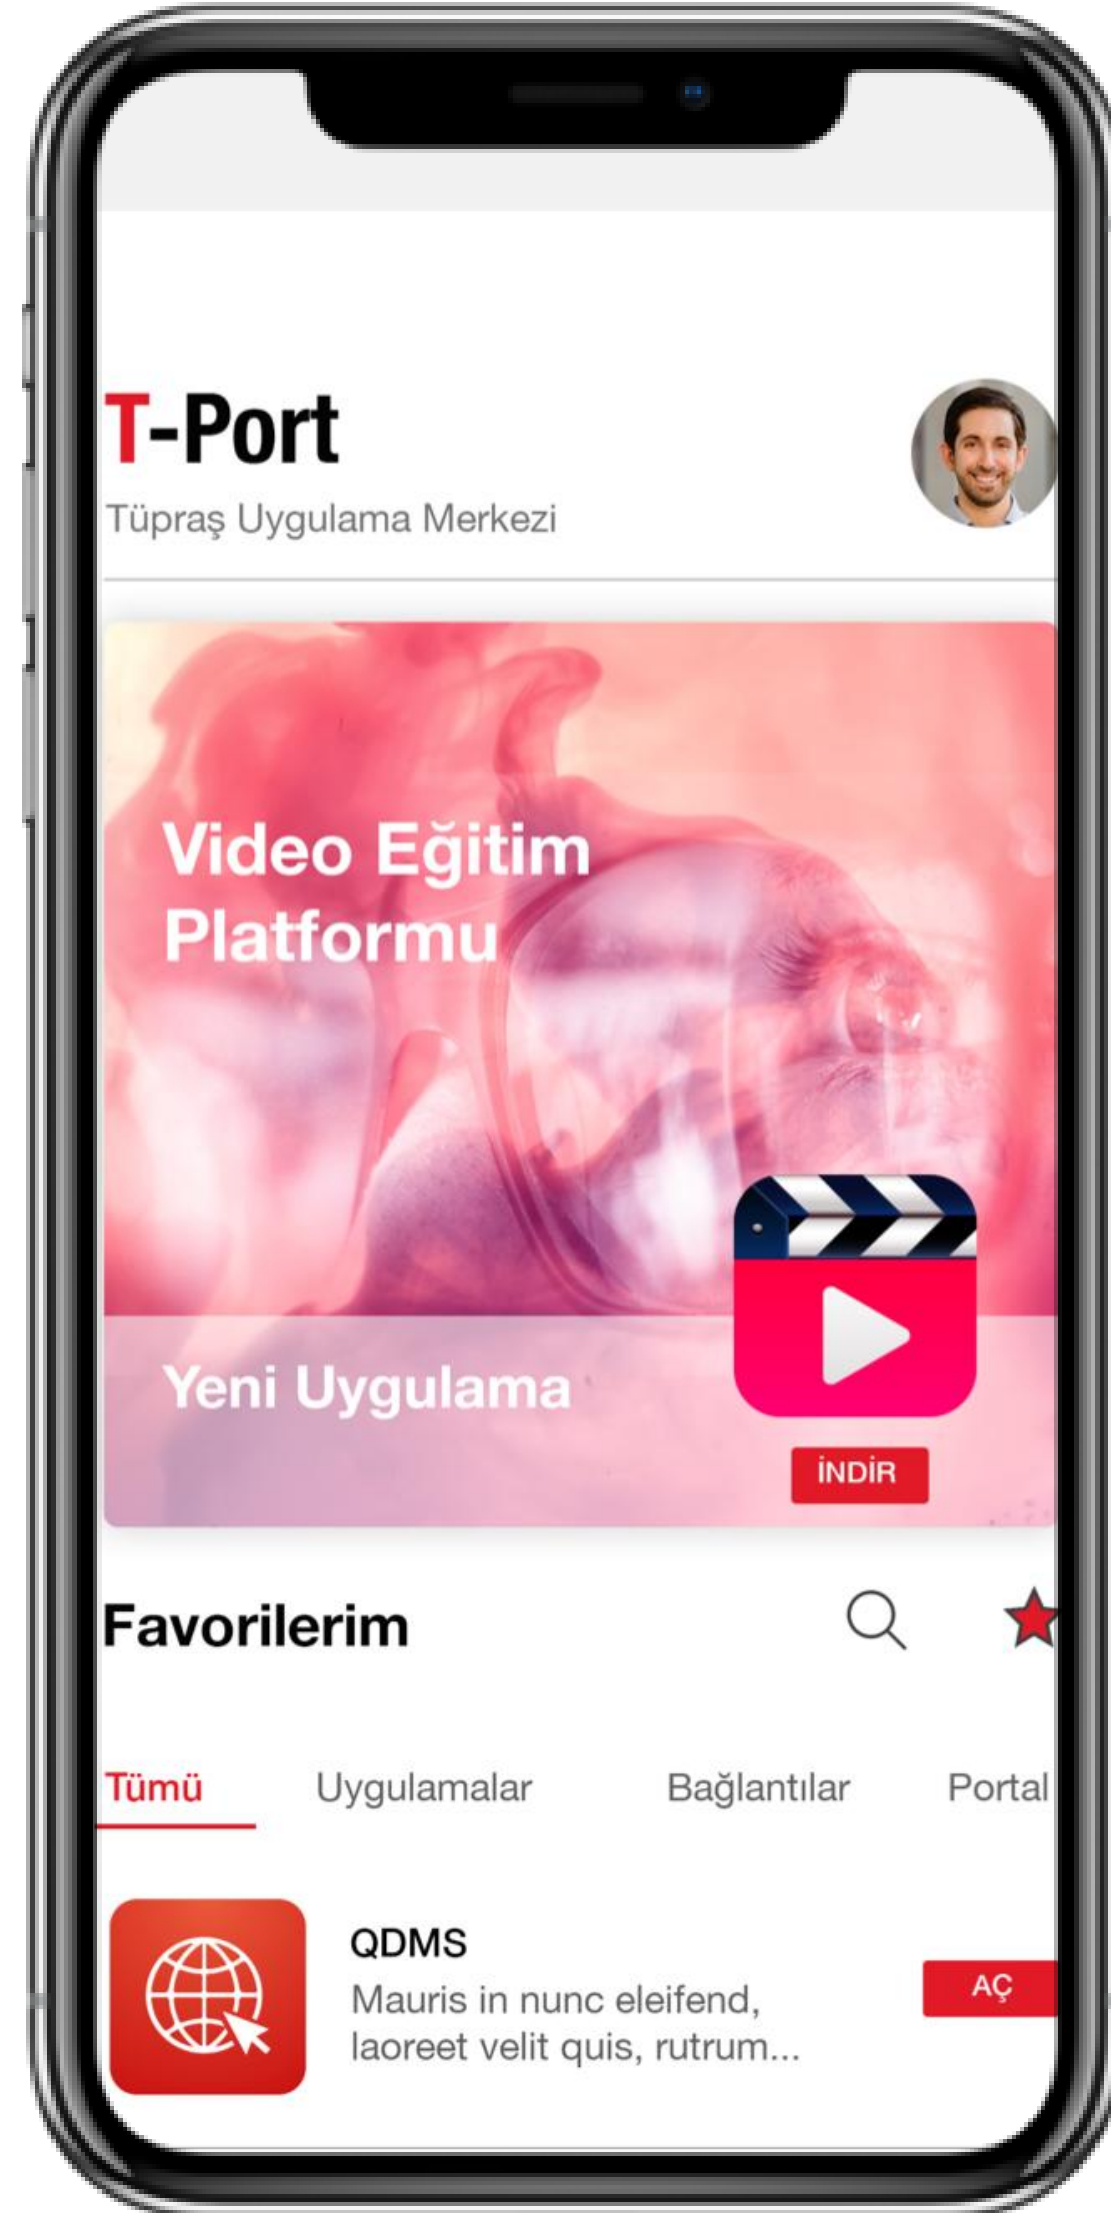 T-Port
Tüpraş Uygulama Merkezi
Video Eğitim
Platformu
Yeni Uygulama
İNDİR
Favorilerim
Tümü Uygulamalar Bağlantılar Portal
QDMS
Mauris in nunc eleifend,
laoreet velit quis, rutrum...
AÇ